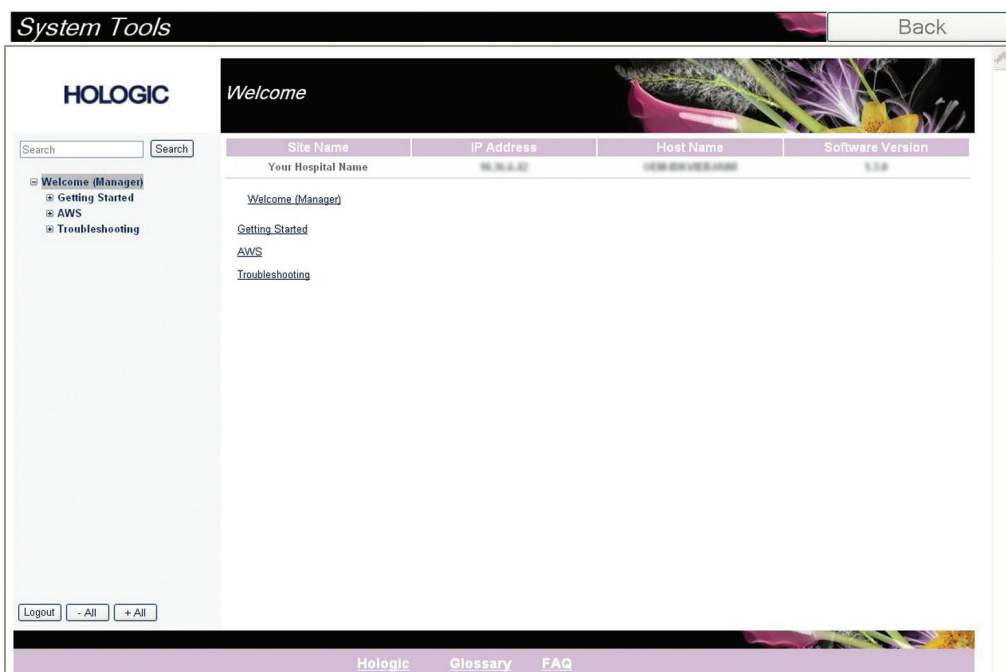 System Tools Back
HOLOGIC
Welcome
Search Search
Welcome (Manager)
Getting Started
AWS
Troubleshooting
Site Name IP Address Host Name Software Version
Your Hospital Name
Welcome (Manager)
Getting Started
AWS
Troubleshooting
Logout - All + All
Hologic Glossary FAQ